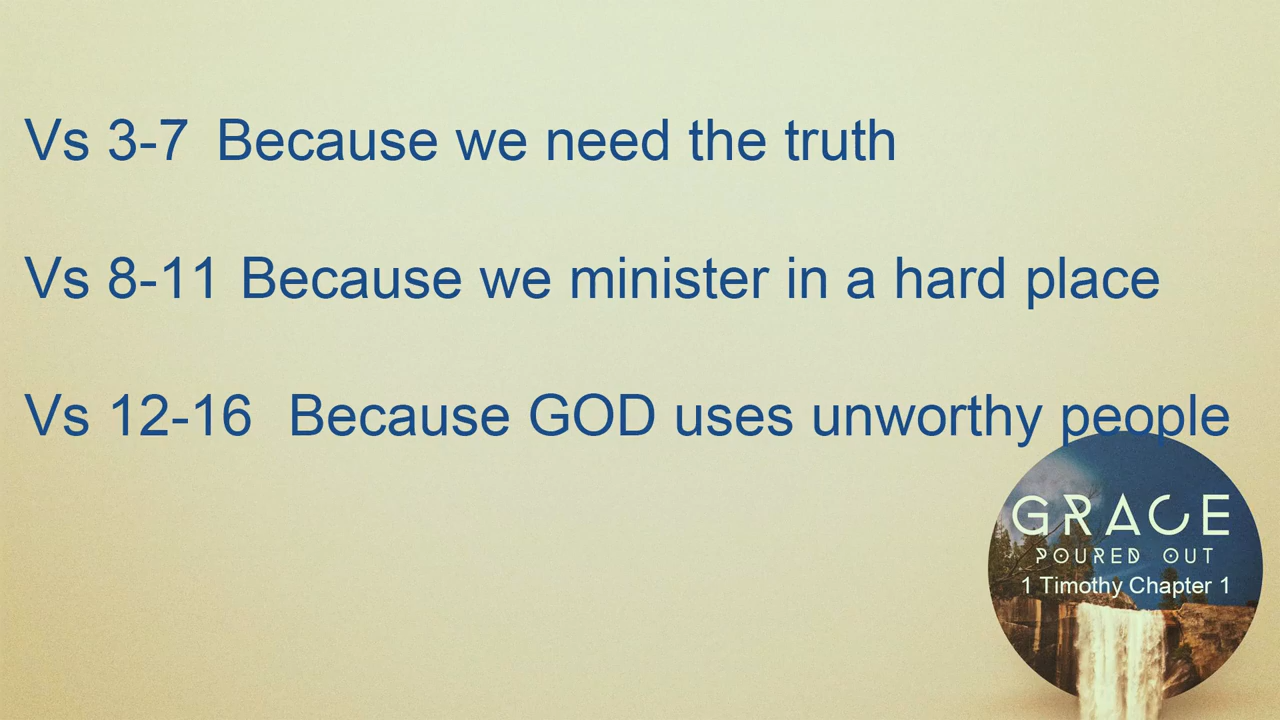 Vs 3-7 Because we need the truth
Vs 8-11 Because we minister in a hard place
Vs 12-16 Because GOD uses unworthy people
GRACE
POURED OUT
1 Timothy Chapter 1